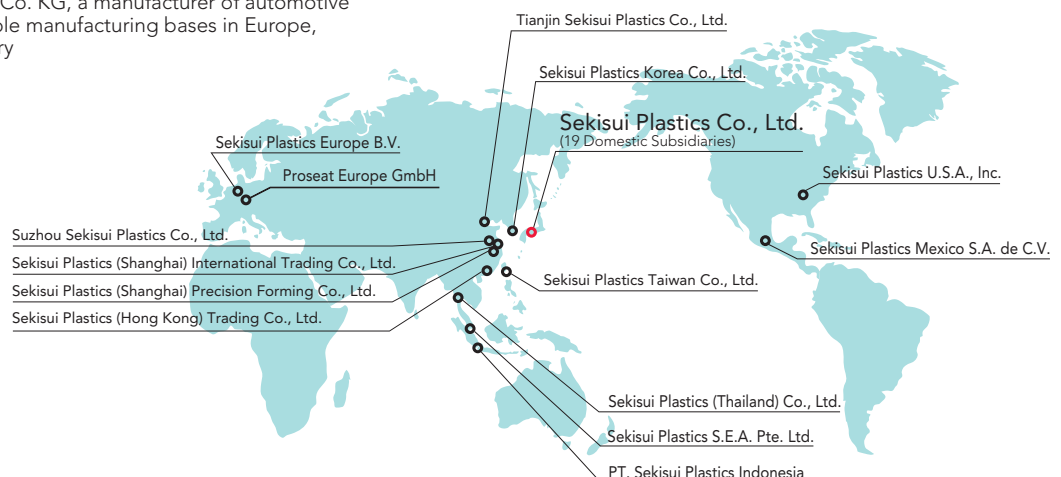 Co. KG, a manufacturer of automotive
ple manufacturing bases in Europe,
ry
Tianjin Sekisui Plastics Co., Ltd.
Sekisui Plastics Korea Co., Ltd.
Sekisui Plastics Co., Ltd.
(19 Domestic Subsidiaries)
Sekisui Plastics Europe B.V.
Proseat Europe GmbH
Sekisui Plastics U.S.A., Inc.
Suzhou Sekisui Plastics Co., Ltd.
Sekisui Plastics (Shanghai) International Trading Co., Ltd.
Sekisui Plastics (Shanghai) Precision Forming Co., Ltd.
Sekisui Plastics (Hong Kong) Trading Co., Ltd.
Sekisui Plastics Mexico S.A. de C.V.
Sekisui Plastics Taiwan Co., Ltd.
Sekisui Plastics (Thailand) Co., Ltd.
Sekisui Plastics S.E.A. Pte. Ltd.
PT. Sekisui Plastics Indonesia